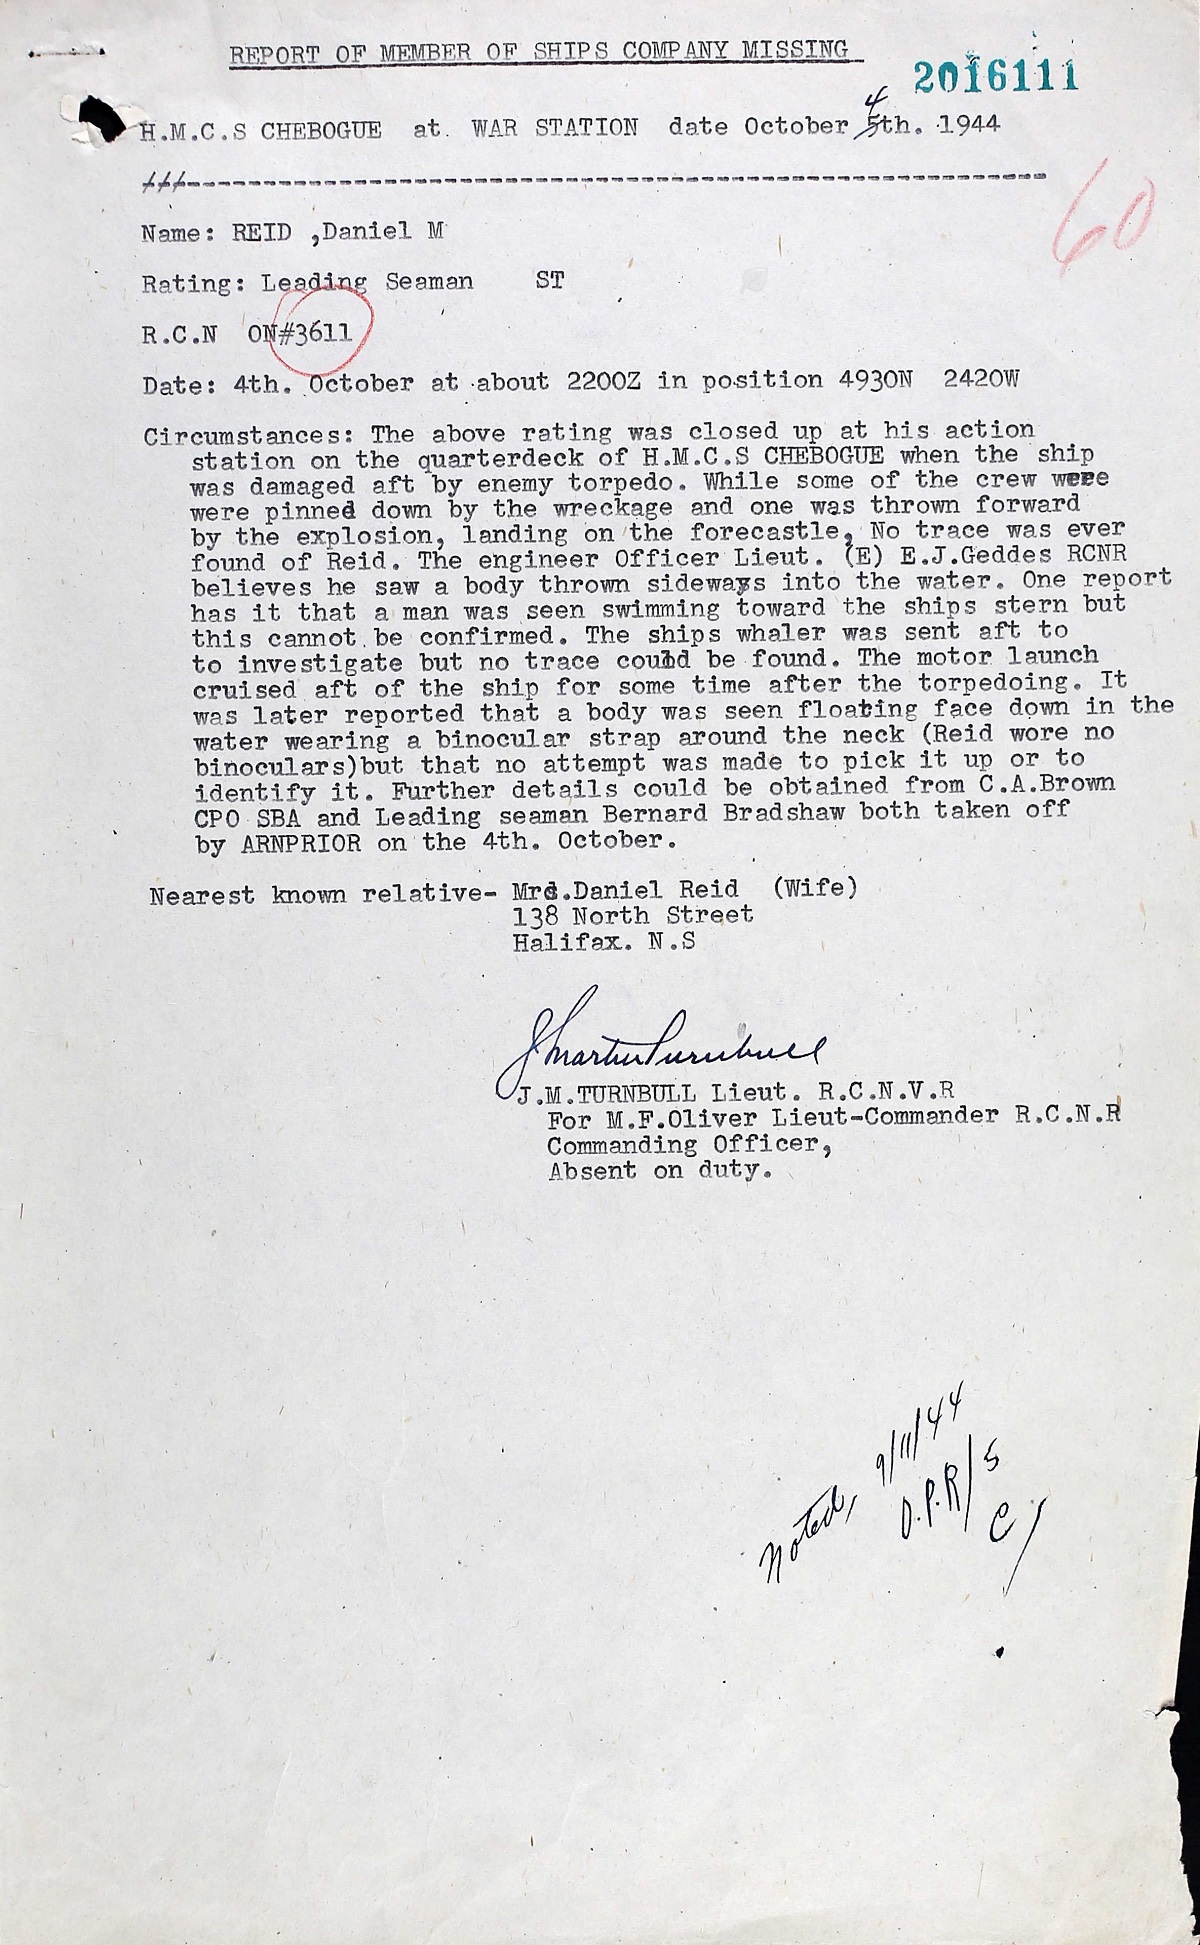 REPORT OF MEMBER OF SHIPS COMPANY MISSING
2016111
H.M.C.S CHEBOGUE at. WAR STATION date October 5th. 1944
4
60
Name: REID ,Daniel M
Rating: Leading Seaman ST
R.C.N ON#3611
Date: 4th. October at about 2200Z in position 4930N 2420W
Circumstances: The above rating was closed up at his action
station on the quarterdeck of H.M.C.S CHEBOGUE when the ship
was damaged aft by enemy torpedo. While some of the crew were
were pinned down by the wreckage and one was thrown forward
by the explosion, landing on the forecastle, No trace was ever
found of Reid. The engineer Officer Lieut. (E) E.J.Geddes RCNR
believes he saw a body thrown sideways into the water. One report
has it that a man was seen swimming toward the ships stern but
this cannot be confirmed. The ships whaler was sent aft to
to investigate but no trace could be found. The motor launch
cruised aft of the ship for some time after the torpedoing. It
was later reported that a body was seen floating face down in the
water wearing a binocular strap around the neck (Reid wore no
binoculars)but that no attempt was made to pick it up or to
identify it. Further details could be obtained from C.A.Brown
CPO SBA and Leading seaman Bernard Bradshaw both taken off
by ARNPRIOR on the 4th. October.
Nearest known relative- Mrs.Daniel Reid (Wife)
138 North Street
Halifax. N.S
J Martin Turnbull
J.M.TURNBULL Lieut. R.C.N.V.R
For M.F.Oliver Lieut-Commander R.C.N.R
Commanding Officer,
Absent on duty.
Noted, 9/11/44
D.P.R/S
C/